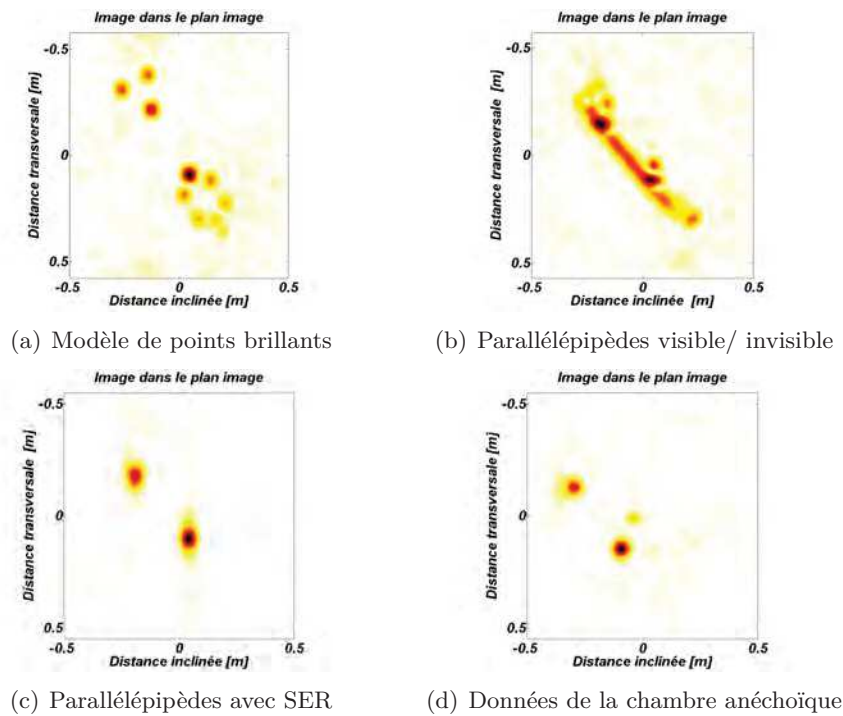 Image dans le plan image
Image dans le plan image
Distance transversale [m]
-0.5
0
0.5
-0.5
0
0.5
Distance inclinée [m]
Distance transversale [m]
-0.5
0
0.5
-0.5
0
0.5
Distance inclinée [m]
(a) Modèle de points brillants
(b) Parallélépipèdes visible/ invisible
Image dans le plan image
Image dans le plan image
Distance transversale [m]
-0.5
0
0.5
-0.5
0
0.5
Distance inclinée [m]
Distance transversale [m]
-0.5
0
0.5
-0.5
0
0.5
Distance inclinée [m]
(c) Parallélépipèdes avec SER
(d) Données de la chambre anéchoïque